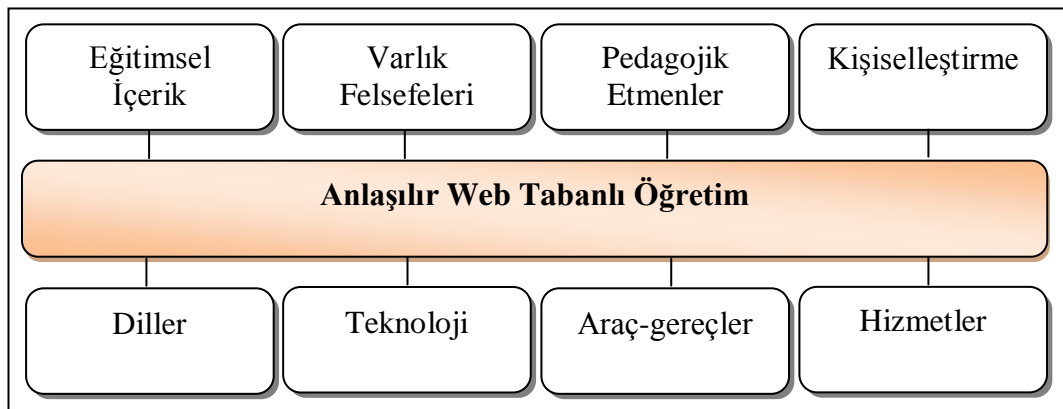 Eğitimsel
İçerik
Varlık
Felsefeleri
Pedagojik
Etmenler
Kişiselleştirme
Anlaşılır Web Tabanlı Öğretim
Diller
Teknoloji
Araç-gereçler
Hizmetler